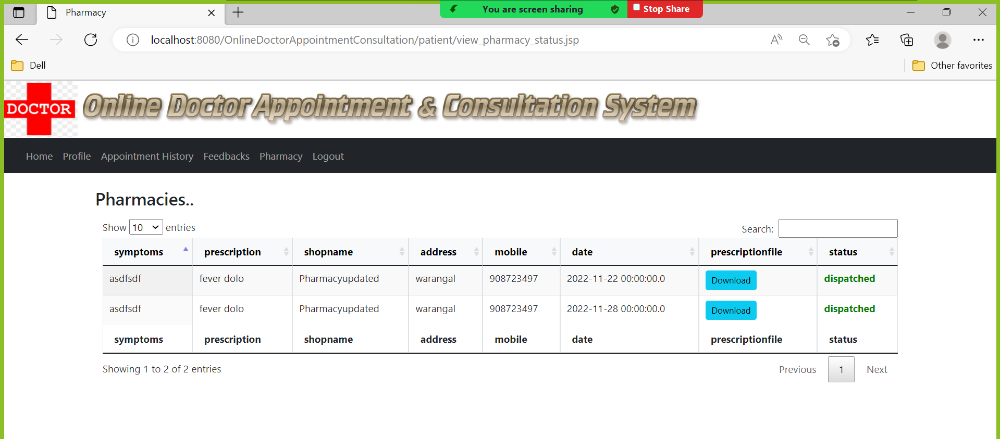 Pharmacy
You are screen sharing
Stop Share
localhost:8080/OnlineDoctorAppointmentConsultation/patient/view_pharmacy_status.jsp
Dell
Other favorites
DOCTOR
Online Doctor Appointment & Consultation System
Home Profile Appointment History Feedbacks Pharmacy Logout
Pharmacies..
Show 10 entries
Search:
symptoms prescription shopname address mobile date prescriptionfile status
asdfsdf fever dolo Pharmacyupdated warangal 908723497 2022-11-22 00:00:00.0 Download dispatched
asdfsdf fever dolo Pharmacyupdated warangal 908723497 2022-11-28 00:00:00.0 Download dispatched
symptoms prescription shopname address mobile date prescriptionfile status
Showing 1 to 2 of 2 entries
Previous 1 Next